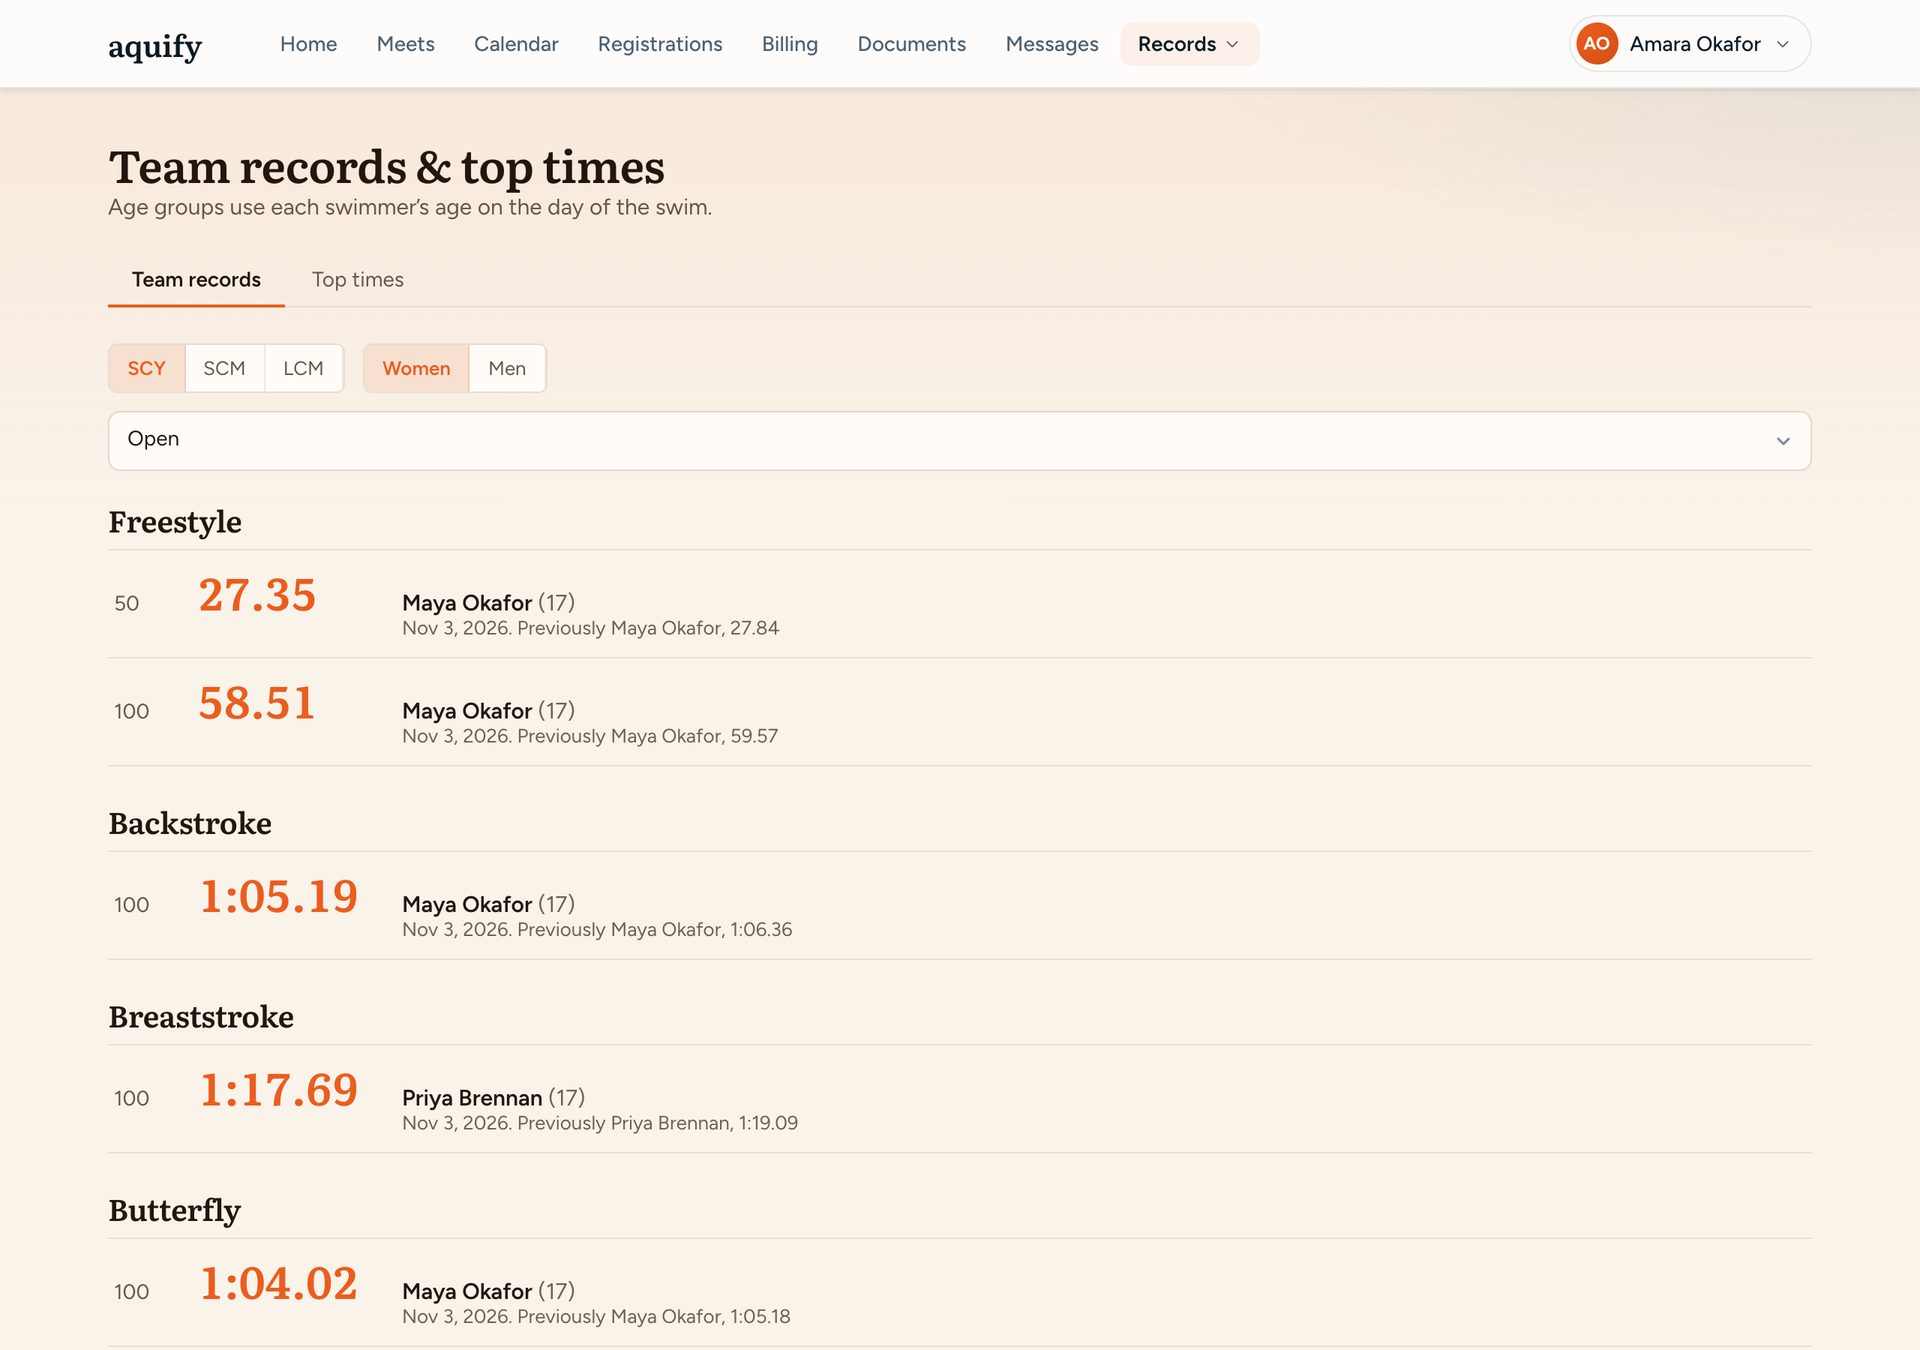 aquify Home Meets Calendar Registrations Billing Documents Messages Records AO Amara Okafor
Team records & top times
Age groups use each swimmer’s age on the day of the swim.
Team records Top times
SCY SCM LCM Women Men
Open
Freestyle
50 27.35 Maya Okafor (17)
Nov 3, 2026. Previously Maya Okafor, 27.84
100 58.51 Maya Okafor (17)
Nov 3, 2026. Previously Maya Okafor, 59.57
Backstroke
100 1:05.19 Maya Okafor (17)
Nov 3, 2026. Previously Maya Okafor, 1:06.36
Breaststroke
100 1:17.69 Priya Brennan (17)
Nov 3, 2026. Previously Priya Brennan, 1:19.09
Butterfly
100 1:04.02 Maya Okafor (17)
Nov 3, 2026. Previously Maya Okafor, 1:05.18